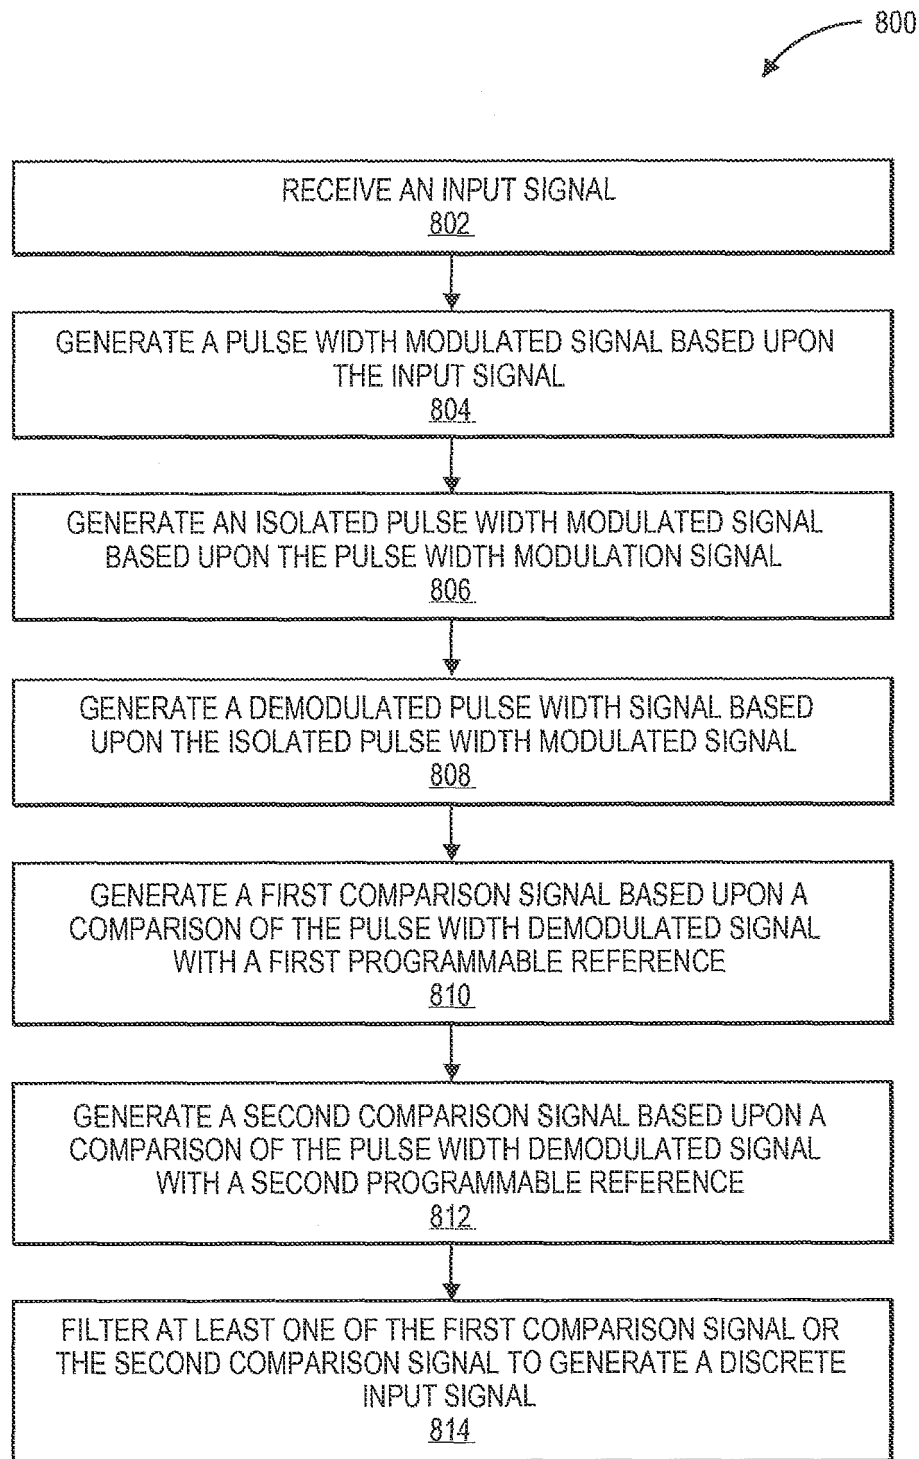 800
RECEIVE AN INPUT SIGNAL
802
GENERATE A PULSE WIDTH MODULATED SIGNAL BASED UPON
THE INPUT SIGNAL
804
GENERATE AN ISOLATED PULSE WIDTH MODULATED SIGNAL
BASED UPON THE PULSE WIDTH MODULATION SIGNAL
806
GENERATE A DEMODULATED PULSE WIDTH SIGNAL BASED
UPON THE ISOLATED PULSE WIDTH MODULATED SIGNAL
808
GENERATE A FIRST COMPARISON SIGNAL BASED UPON A
COMPARISON OF THE PULSE WIDTH DEMODULATED SIGNAL
WITH A FIRST PROGRAMMABLE REFERENCE
810
GENERATE A SECOND COMPARISON SIGNAL BASED UPON A
COMPARISON OF THE PULSE WIDTH DEMODULATED SIGNAL
WITH A SECOND PROGRAMMABLE REFERENCE
812
FILTER AT LEAST ONE OF THE FIRST COMPARISON SIGNAL OR
THE SECOND COMPARISON SIGNAL TO GENERATE A DISCRETE
INPUT SIGNAL
814